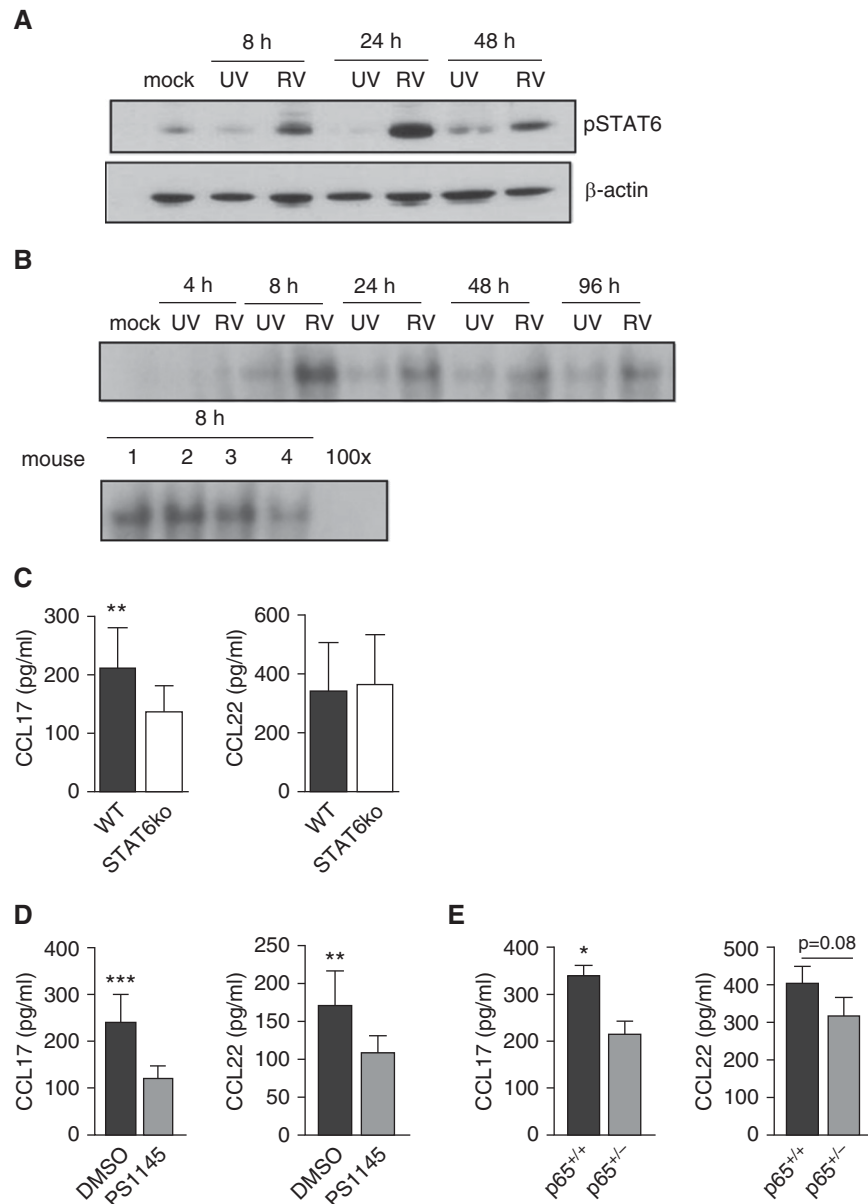 A
8 h 24 h 48 h
mock UV RV UV RV UV RV
pSTAT6
β-actin
B
4 h 8 h 24 h 48 h 96 h
mock UV RV UV RV UV RV UV RV UV RV
8 h
mouse 1 2 3 4 100x
C
CCL17 (pg/ml)
300
200
100
0
**
WT
STAT6ko
CCL22 (pg/ml)
600
400
200
0
WT
STAT6ko
D
CCL17 (pg/ml)
400
300
200
100
0
***
DMSO
PS1145
CCL22 (pg/ml)
250
200
150
100
50
0
**
DMSO
PS1145
E
CCL17 (pg/ml)
400
300
200
100
0
*
p65+/+
p65+/–
CCL22 (pg/ml)
500
400
300
200
100
0
p=0.08
p65+/+
p65+/–